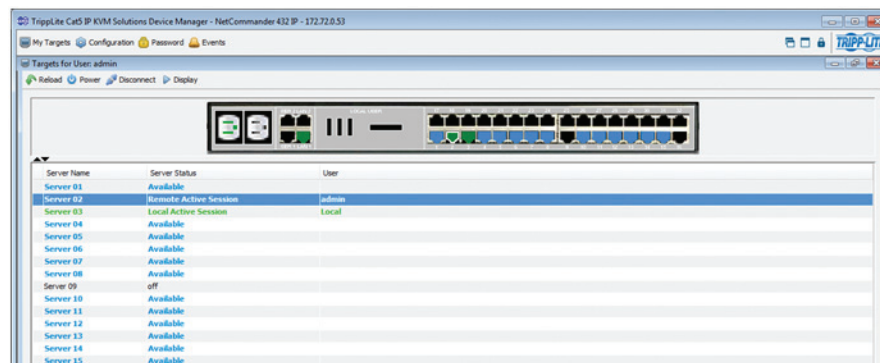 TrippLite Cat5 IP KVM Solutions Device Manager - NetCommander 432 IP - 172.72.0.53
My Targets Configuration Password Events
TRIPP-LITE
Targets for User: admin
Reload Power Disconnect Display
LOCAL USER
Server Name Server Status User
Server 01 Available
Server 02 Remote Active Session admin
Server 03 Local Active Session Local
Server 04 Available
Server 05 Available
Server 06 Available
Server 07 Available
Server 08 Available
Server 09 off
Server 10 Available
Server 11 Available
Server 12 Available
Server 13 Available
Server 14 Available
Server 15 Available